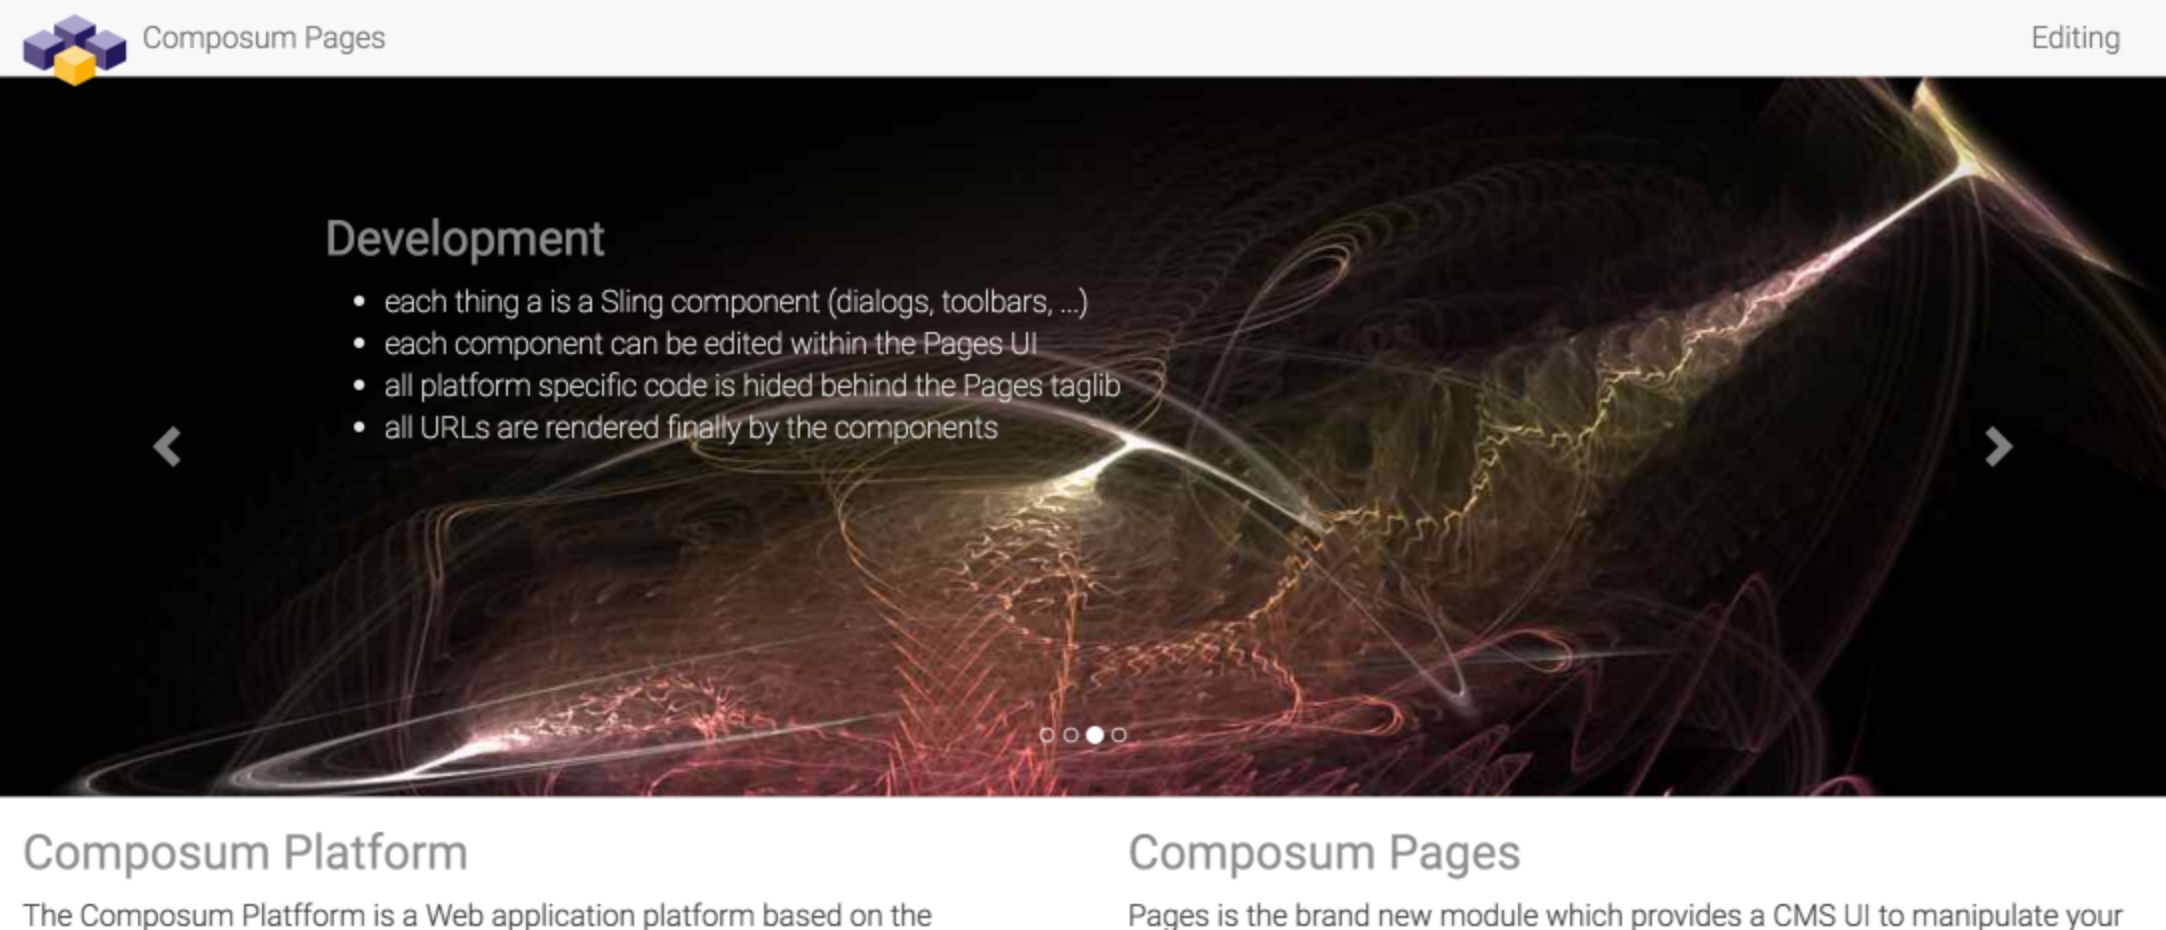 Composum Pages
Editing
Development
each thing a is a Sling component (dialogs, toolbars, ...)
each component can be edited within the Pages UI
all platform specific code is hided behind the Pages taglib
all URLs are rendered finally by the components
Composum Platform
The Composum Platfform is a Web application platform based on the
Composum Pages
Pages is the brand new module which provides a CMS UI to manipulate your